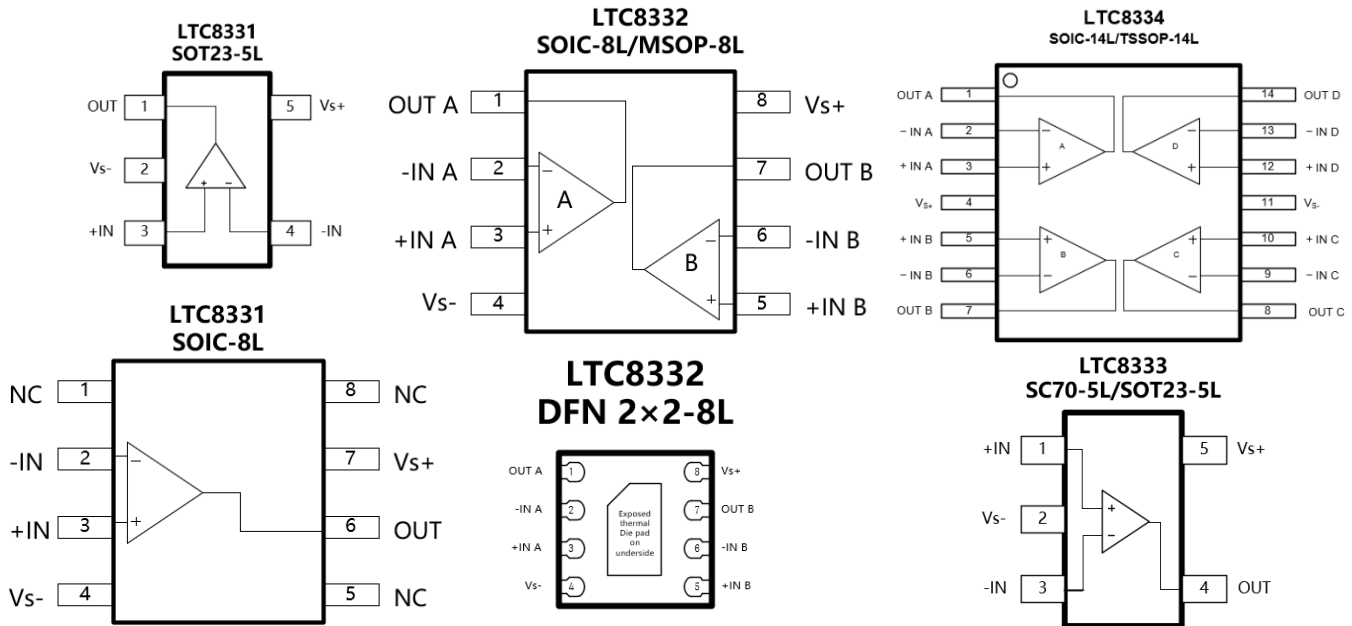 LTC8331
SOT23-5L
OUT 1 5 Vs+
Vs- 2
+ −
+IN 3 4 -IN
LTC8332
SOIC-8L/MSOP-8L
OUT A 1 8 Vs+
-IN A 2 − 7 OUT B
A
+IN A 3 + − 6 -IN B
B
Vs- 4 + 5 +IN B
LTC8334
SOIC-14L/TSSOP-14L
OUT A 1 14 OUT D
− IN A 2 − − 13 − IN D
A D
+ IN A 3 + + 12 + IN D
VS+ 4 11 VS-
+ IN B 5 + + 10 + IN C
B C
− IN B 6 − − 9 − IN C
OUT B 7 8 OUT C
LTC8331
SOIC-8L
NC 1 8 NC
-IN 2 − 7 Vs+
+IN 3 + 6 OUT
Vs- 4 5 NC
LTC8332
DFN 2×2-8L
OUT A 1 8 Vs+
-IN A 2 7 OUT B
+IN A 3 6 -IN B
Vs- 4 5 +IN B
Exposed
thermal
Die pad
on
underside
LTC8333
SC70-5L/SOT23-5L
+IN 1 5 Vs+
+
Vs- 2
−
-IN 3 4 OUT